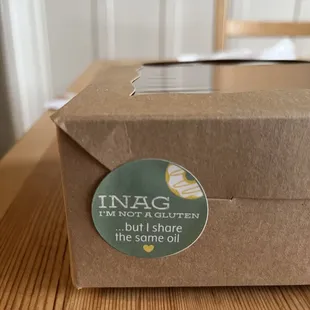 INAG
I'M NOT A GLUTEN
...but I share
the same oil